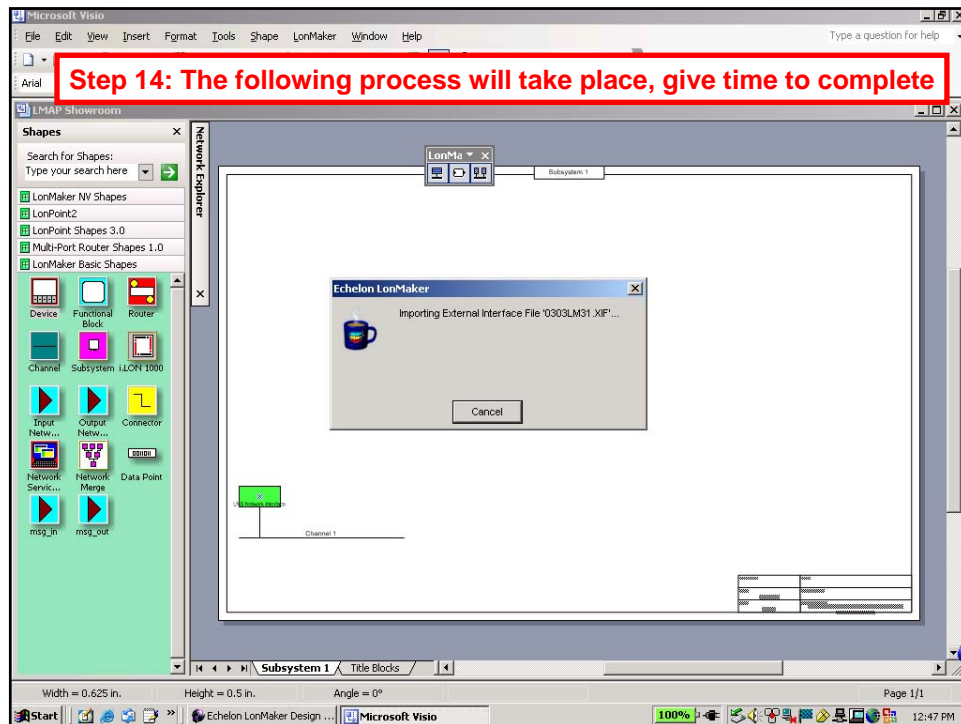 Microsoft Visio
File Edit View Insert Format Tools Shape LonMaker Window Help Type a question for help
Arial
Step 14: The following process will take place, give time to complete
LMAP Showroom
Shapes
Search for Shapes:
Type your search here
Network Explorer
LonMaker NV Shapes
LonPoint2
LonPoint Shapes 3.0
Multi-Port Router Shapes 1.0
LonMaker Basic Shapes
Device Functional Block Router
Channel Subsystem i.LON 1000
Input Netw... Output Netw... Connector
Network Servic... Network Merge Data Point
msg_in msg_out
LonMa
Subsystem 1
Echelon LonMaker
Importing External Interface File '0303LM31.XIF'...
Cancel
LNS Network Interface
Channel 1
Subsystem 1 Title Blocks
Width = 0.625 in. Height = 0.5 in. Angle = 0° Page 1/1
Start Echelon LonMaker Design ... Microsoft Visio 100% 12:47 PM